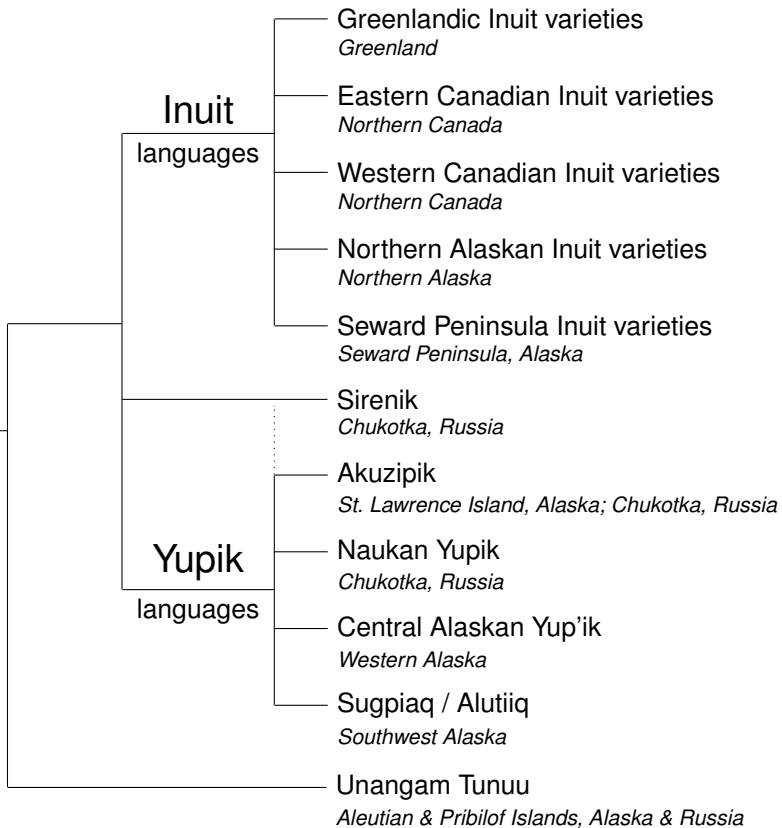 Greenlandic Inuit varieties
Greenland
Inuit
languages
Eastern Canadian Inuit varieties
Northern Canada
Western Canadian Inuit varieties
Northern Canada
Northern Alaskan Inuit varieties
Northern Alaska
Seward Peninsula Inuit varieties
Seward Peninsula, Alaska
Sirenik
Chukotka, Russia
Akuzipik
St. Lawrence Island, Alaska; Chukotka, Russia
Yupik
languages
Naukan Yupik
Chukotka, Russia
Central Alaskan Yup'ik
Western Alaska
Sugpiaq / Alutiiq
Southwest Alaska
Unangam Tunuu
Aleutian & Pribilof Islands, Alaska & Russia